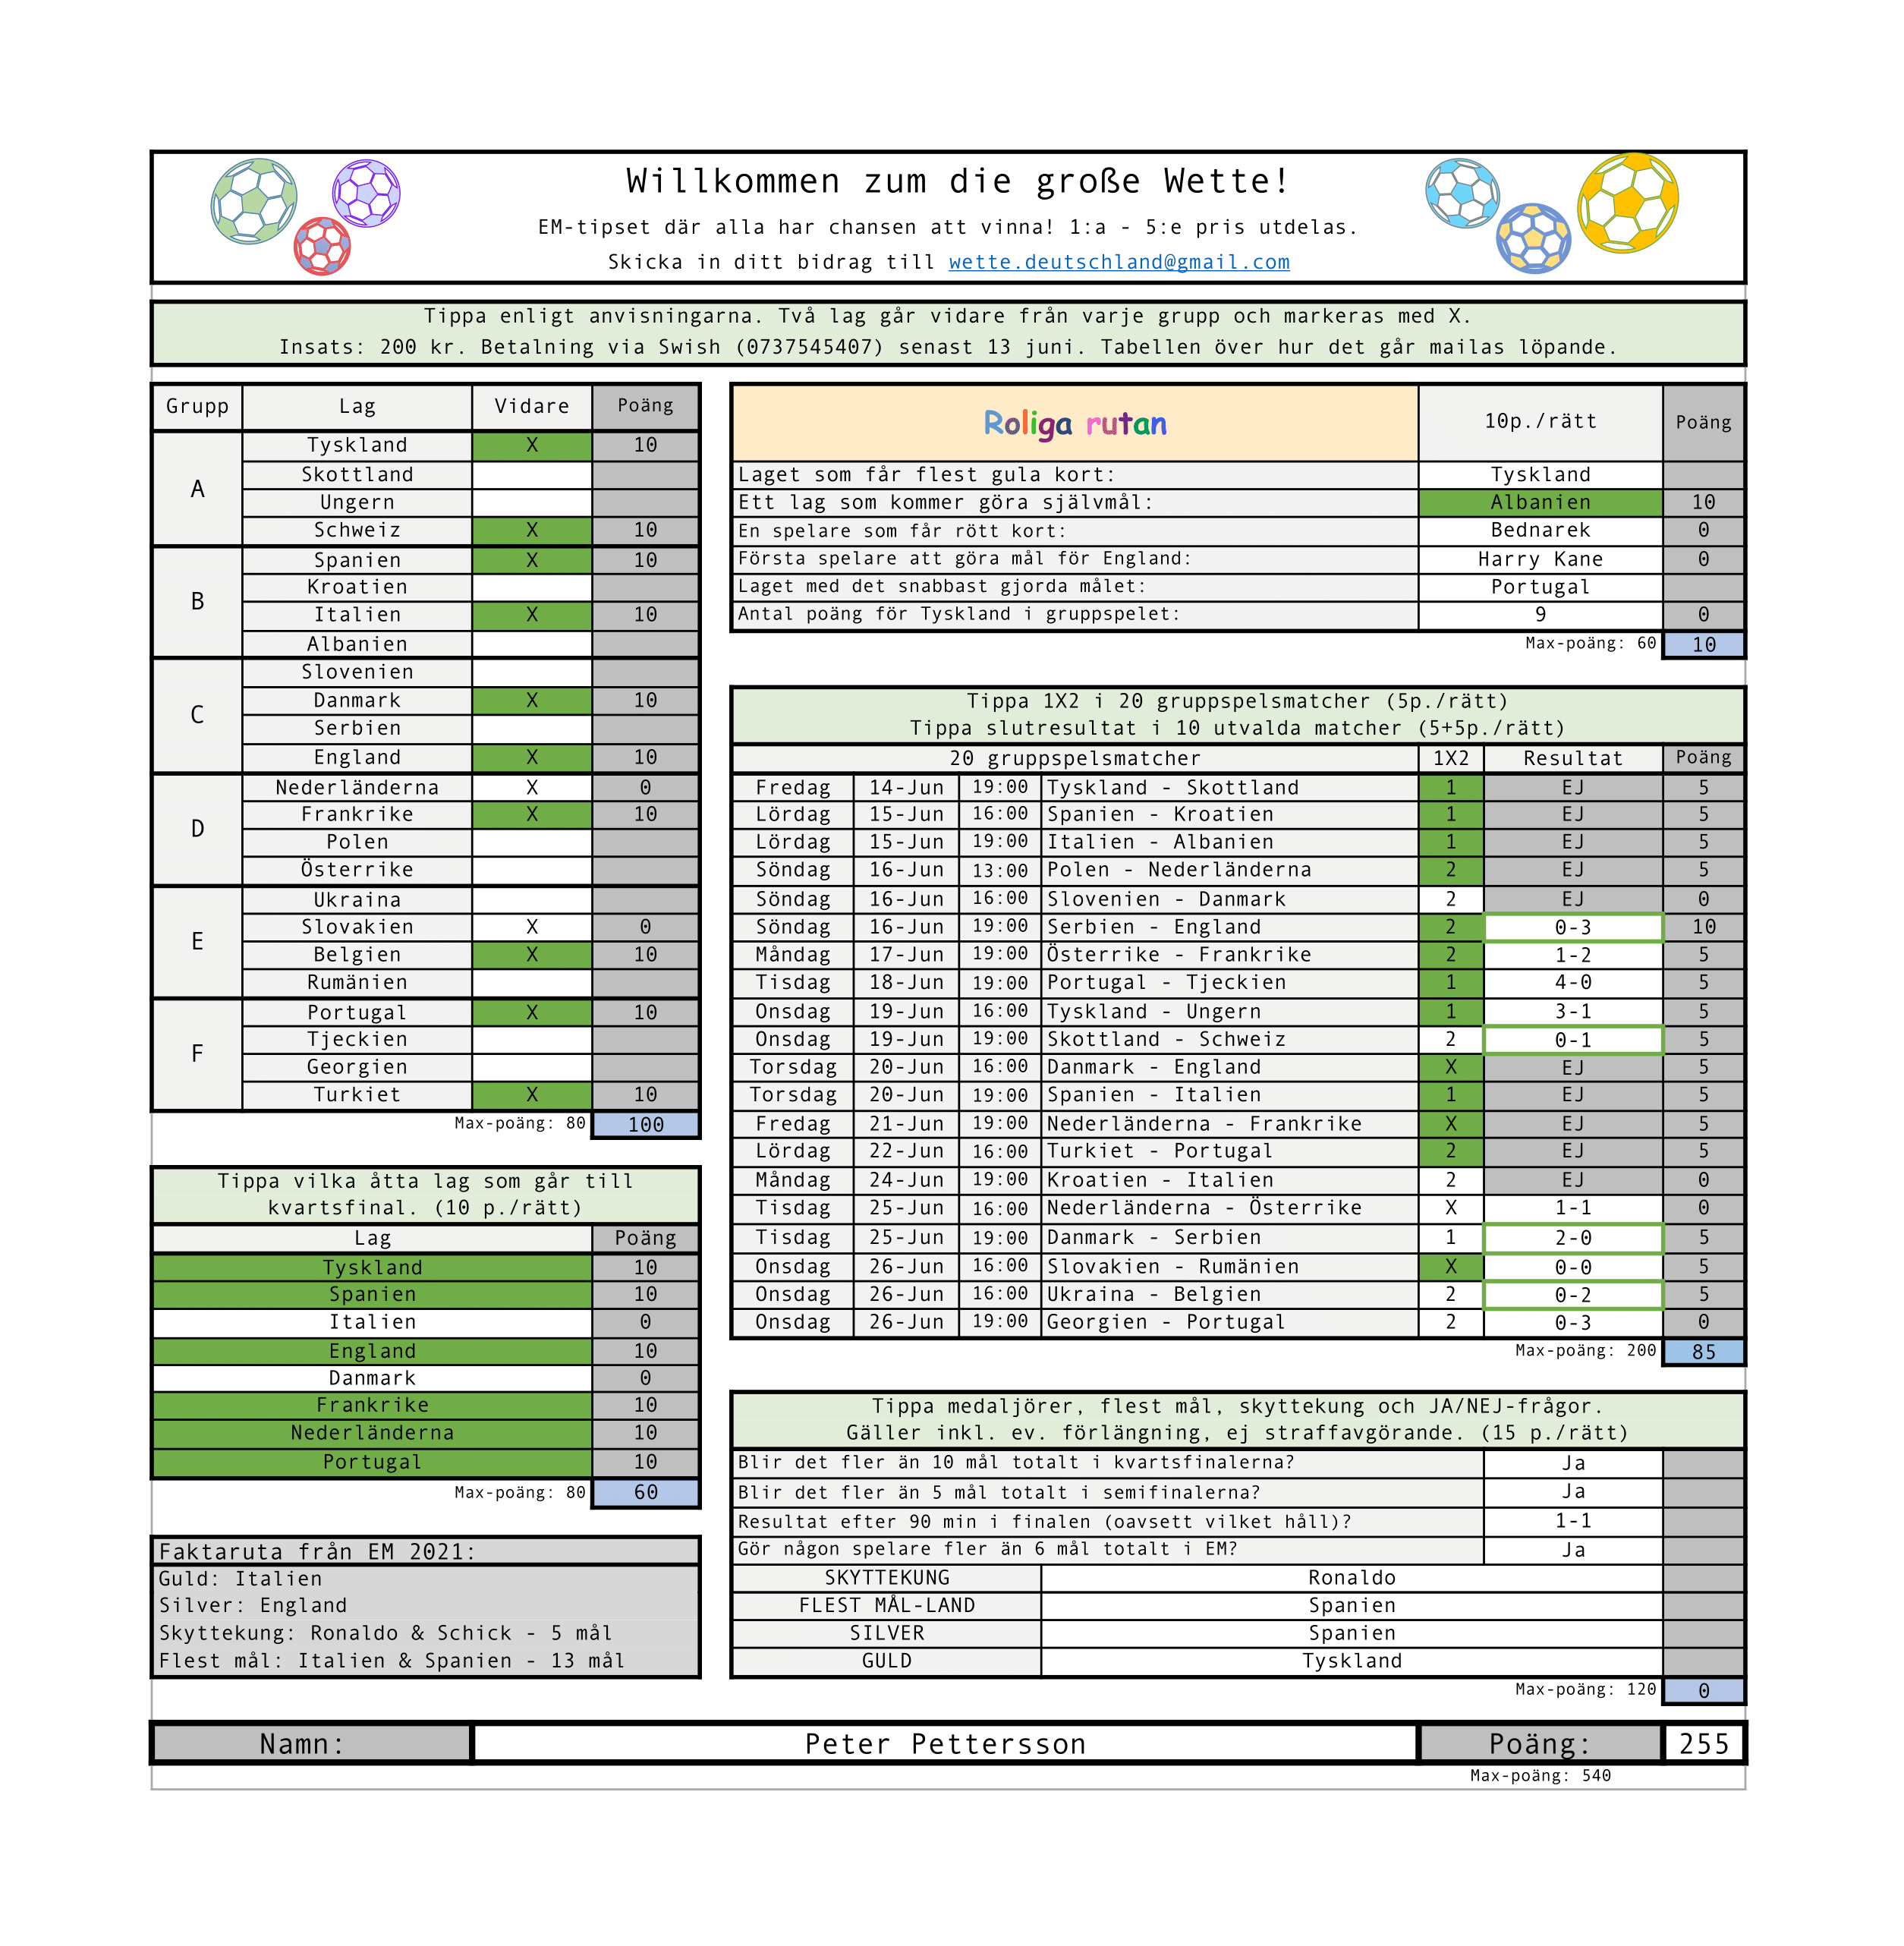 Willkommen zum die große Wette!
EM-tipset där alla har chansen att vinna! 1:a - 5:e pris utdelas.
Skicka in ditt bidrag till wette.deutschland@gmail.com
Tippa enligt anvisningarna. Två lag går vidare från varje grupp och markeras med X.
Insats: 200 kr. Betalning via Swish (0737545407) senast 13 juni. Tabellen över hur det går mailas löpande.
Grupp Lag Vidare Poäng
A
Tyskland X 10
Skottland
Ungern
Schweiz X 10
B
Spanien X 10
Kroatien
Italien X 10
Albanien
C
Slovenien
Danmark X 10
Serbien
England X 10
D
Nederländerna X 0
Frankrike X 10
Polen
Österrike
E
Ukraina
Slovakien X 0
Belgien X 10
Rumänien
F
Portugal X 10
Tjeckien
Georgien
Turkiet X 10
Max-poäng: 80 100
Tippa vilka åtta lag som går till
kvartsfinal. (10 p./rätt)
Lag Poäng
Tyskland 10
Spanien 10
Italien 0
England 10
Danmark 0
Frankrike 10
Nederländerna 10
Portugal 10
Max-poäng: 80 60
Faktaruta från EM 2021:
Guld: Italien
Silver: England
Skyttekung: Ronaldo & Schick - 5 mål
Flest mål: Italien & Spanien - 13 mål
Roliga rutan 10p./rätt Poäng
Laget som får flest gula kort: Tyskland
Ett lag som kommer göra självmål: Albanien 10
En spelare som får rött kort: Bednarek 0
Första spelare att göra mål för England: Harry Kane 0
Laget med det snabbast gjorda målet: Portugal
Antal poäng för Tyskland i gruppspelet: 9 0
Max-poäng: 60 10
Tippa 1X2 i 20 gruppspelsmatcher (5p./rätt)
Tippa slutresultat i 10 utvalda matcher (5+5p./rätt)
20 gruppspelsmatcher 1X2 Resultat Poäng
Fredag 14-Jun 19:00 Tyskland - Skottland 1 EJ 5
Lördag 15-Jun 16:00 Spanien - Kroatien 1 EJ 5
Lördag 15-Jun 19:00 Italien - Albanien 1 EJ 5
Söndag 16-Jun 13:00 Polen - Nederländerna 2 EJ 5
Söndag 16-Jun 16:00 Slovenien - Danmark 2 EJ 0
Söndag 16-Jun 19:00 Serbien - England 2 0-3 10
Måndag 17-Jun 19:00 Österrike - Frankrike 2 1-2 5
Tisdag 18-Jun 19:00 Portugal - Tjeckien 1 4-0 5
Onsdag 19-Jun 16:00 Tyskland - Ungern 1 3-1 5
Onsdag 19-Jun 19:00 Skottland - Schweiz 2 0-1 5
Torsdag 20-Jun 16:00 Danmark - England X EJ 5
Torsdag 20-Jun 19:00 Spanien - Italien 1 EJ 5
Fredag 21-Jun 19:00 Nederländerna - Frankrike X EJ 5
Lördag 22-Jun 16:00 Turkiet - Portugal 2 EJ 5
Måndag 24-Jun 19:00 Kroatien - Italien 2 EJ 0
Tisdag 25-Jun 16:00 Nederländerna - Österrike X 1-1 0
Tisdag 25-Jun 19:00 Danmark - Serbien 1 2-0 5
Onsdag 26-Jun 16:00 Slovakien - Rumänien X 0-0 5
Onsdag 26-Jun 16:00 Ukraina - Belgien 2 0-2 5
Onsdag 26-Jun 19:00 Georgien - Portugal 2 0-3 0
Max-poäng: 200 85
Tippa medaljörer, flest mål, skyttekung och JA/NEJ-frågor.
Gäller inkl. ev. förlängning, ej straffavgörande. (15 p./rätt)
Blir det fler än 10 mål totalt i kvartsfinalerna? Ja
Blir det fler än 5 mål totalt i semifinalerna? Ja
Resultat efter 90 min i finalen (oavsett vilket håll)? 1-1
Gör någon spelare fler än 6 mål totalt i EM? Ja
SKYTTEKUNG Ronaldo
FLEST MÅL-LAND Spanien
SILVER Spanien
GULD Tyskland
Max-poäng: 120 0
Namn: Peter Pettersson Poäng: 255
Max-poäng: 540